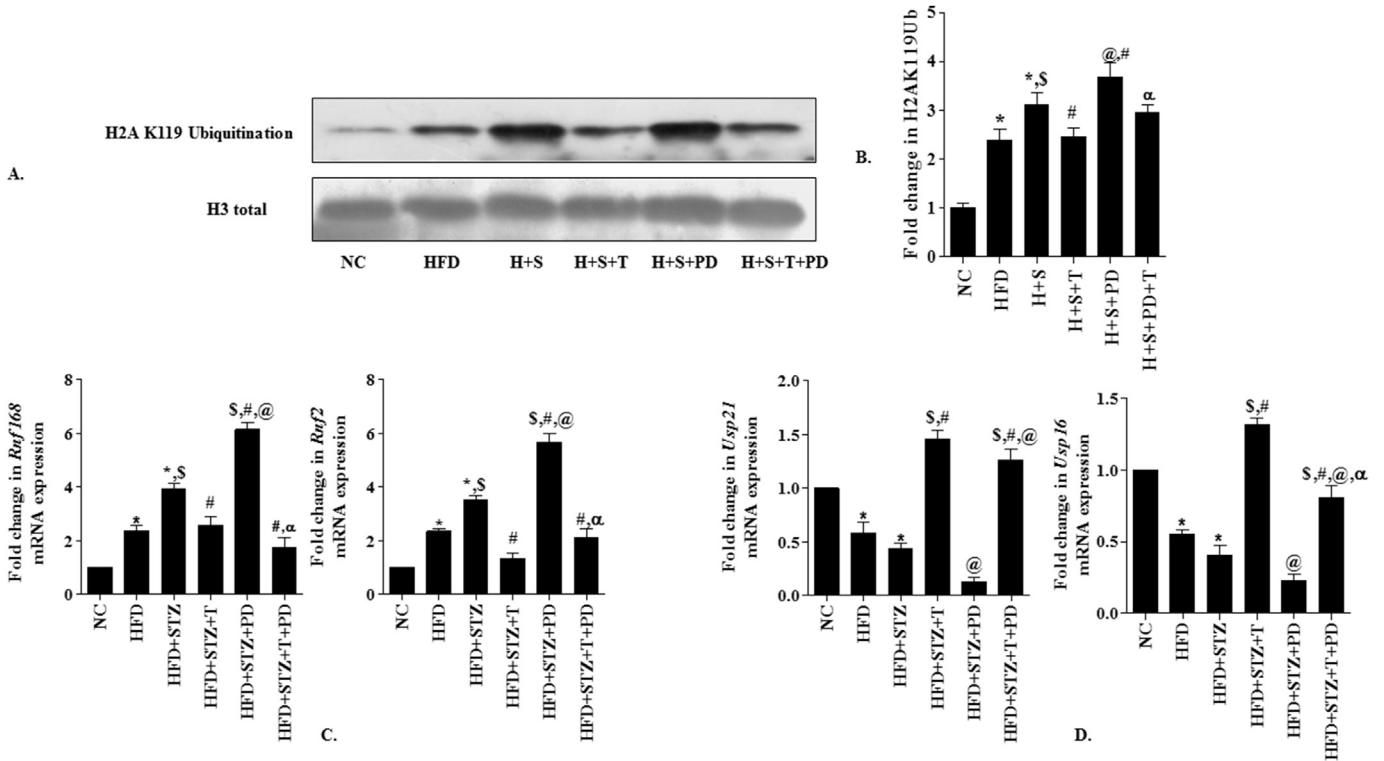 A.
H2A K119 Ubiquitination
H3 total
NC HFD H+S H+S+T H+S+PD H+S+T+PD
B.
Fold change in H2AK119Ub
5
4
3
2
1
0
*
*,$
#
@,#
α
NC
HFD
H+S
H+S+T
H+S+PD
H+S+PD+T
Fold change in Rnf168
mRNA expression
8
6
4
2
0
*
*,$
#
$,#,@
#,α
NC
HFD
HFD+STZ
HFD+STZ+T
HFD+STZ+PD
HFD+STZ+T+PD
Fold change in Rnf2
mRNA expression
8
6
4
2
0
*
*,$
#
$,#,@
#,α
NC
HFD
HFD+STZ
HFD+STZ+T
HFD+STZ+PD
HFD+STZ+T+PD
C.
Fold change in Usp21
mRNA expression
2.0
1.5
1.0
0.5
0.0
*
*
$,#
@
$,#,@
NC
HFD
HFD+STZ
HFD+STZ+T
HFD+STZ+PD
HFD+STZ+T+PD
Fold change in Usp16
mRNA expression
1.5
1.0
0.5
0.0
*
*
$,#
@
$,#,@,α
NC
HFD
HFD+STZ
HFD+STZ+T
HFD+STZ+PD
HFD+STZ+T+PD
D.